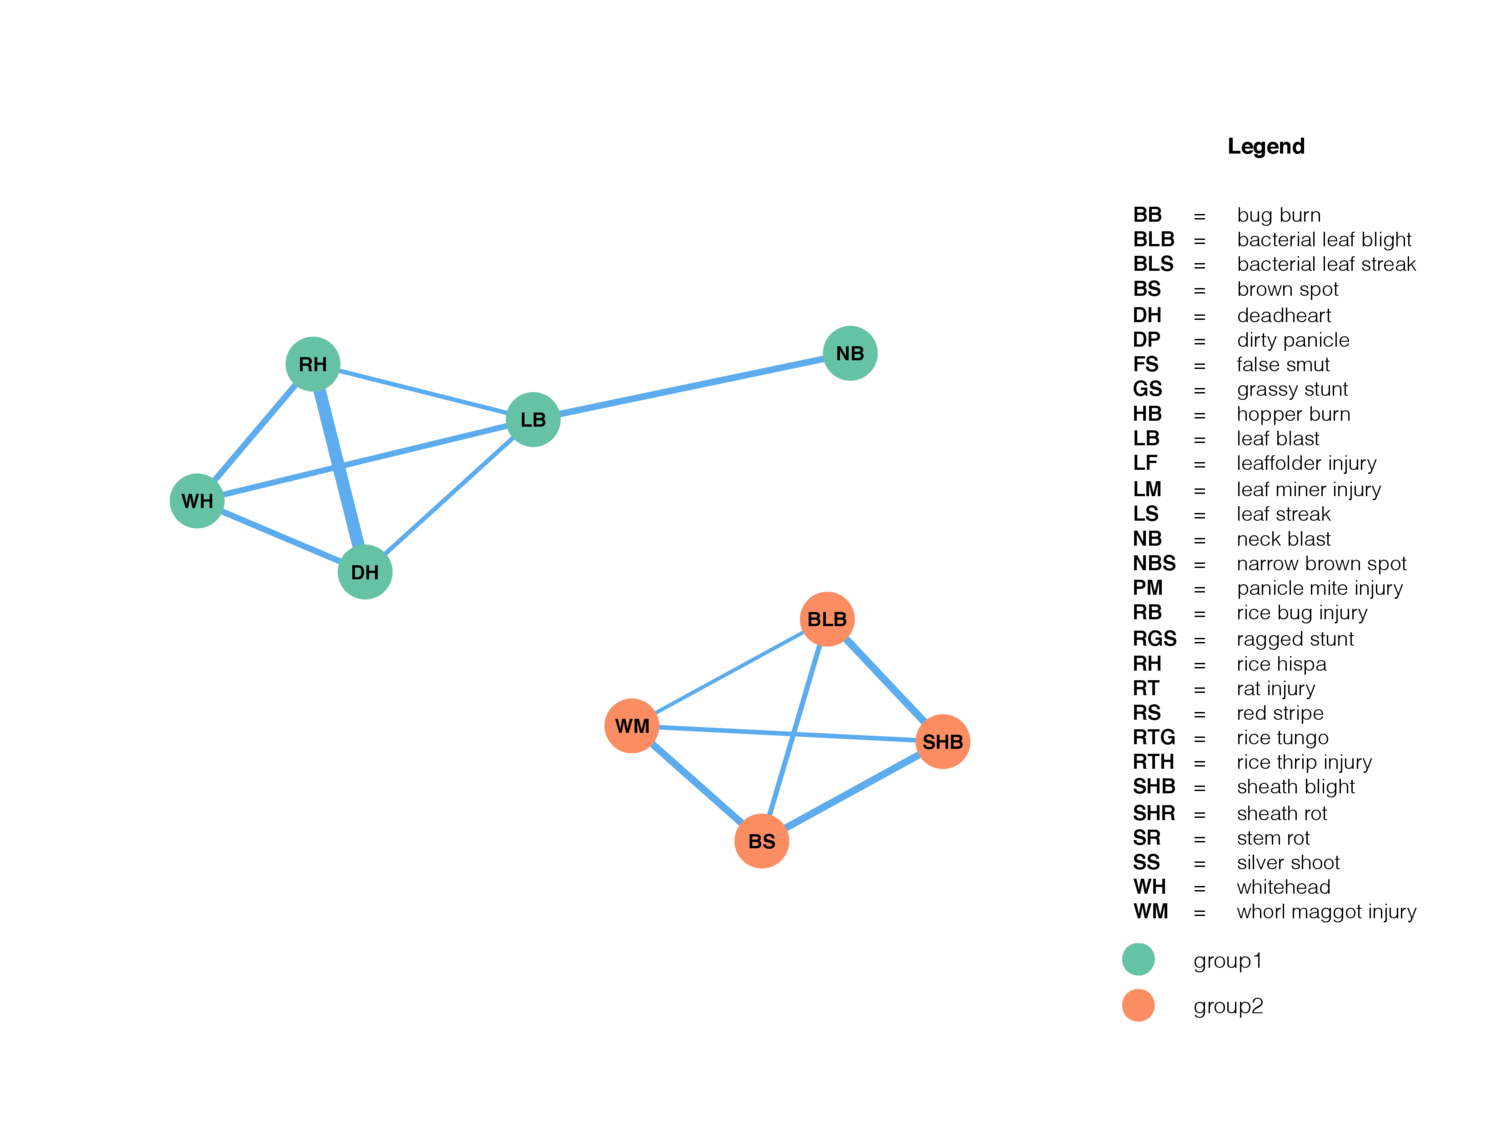 RH
NB
LB
WH
DH
BLB
WM
SHB
BS
Legend
BB = bug burn
BLB = bacterial leaf blight
BLS = bacterial leaf streak
BS = brown spot
DH = deadheart
DP = dirty panicle
FS = false smut
GS = grassy stunt
HB = hopper burn
LB = leaf blast
LF = leaffolder injury
LM = leaf miner injury
LS = leaf streak
NB = neck blast
NBS = narrow brown spot
PM = panicle mite injury
RB = rice bug injury
RGS = ragged stunt
RH = rice hispa
RT = rat injury
RS = red stripe
RTG = rice tungo
RTH = rice thrip injury
SHB = sheath blight
SHR = sheath rot
SR = stem rot
SS = silver shoot
WH = whitehead
WM = whorl maggot injury
group1
group2